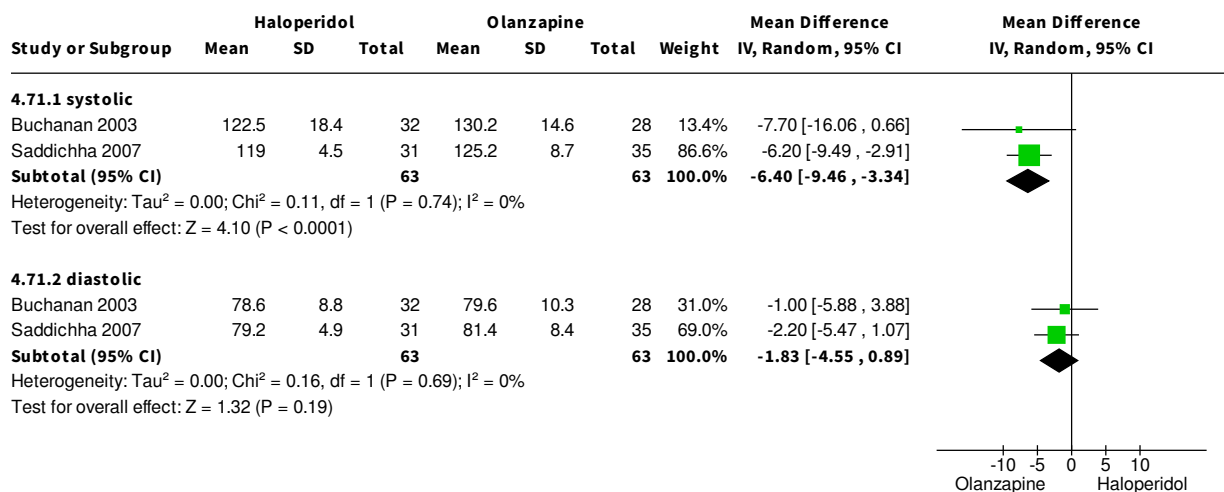 Haloperidol Olanzapine Mean Difference Mean Difference
Study or Subgroup Mean SD Total Mean SD Total Weight IV, Random, 95% CI IV, Random, 95% CI
4.71.1 systolic
Buchanan 2003 122.5 18.4 32 130.2 14.6 28 13.4% -7.70 [-16.06 , 0.66]
Saddichha 2007 119 4.5 31 125.2 8.7 35 86.6% -6.20 [-9.49 , -2.91]
Subtotal (95% CI) 63 63 100.0% -6.40 [-9.46 , -3.34]
Heterogeneity: Tau² = 0.00; Chi² = 0.11, df = 1 (P = 0.74); I² = 0%
Test for overall effect: Z = 4.10 (P < 0.0001)
4.71.2 diastolic
Buchanan 2003 78.6 8.8 32 79.6 10.3 28 31.0% -1.00 [-5.88 , 3.88]
Saddichha 2007 79.2 4.9 31 81.4 8.4 35 69.0% -2.20 [-5.47 , 1.07]
Subtotal (95% CI) 63 63 100.0% -1.83 [-4.55 , 0.89]
Heterogeneity: Tau² = 0.00; Chi² = 0.16, df = 1 (P = 0.69); I² = 0%
Test for overall effect: Z = 1.32 (P = 0.19)
-10 -5 0 5 10
Olanzapine Haloperidol